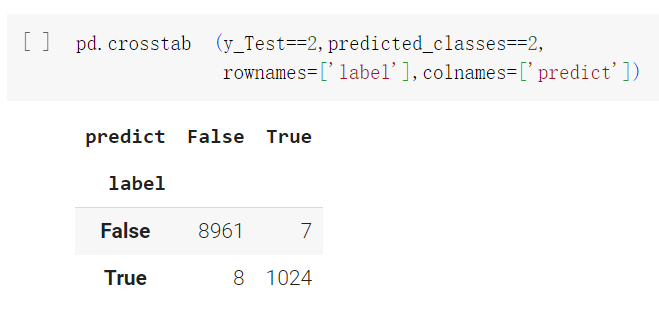 [ ] pd.crosstab (y_Test==2,predicted_classes==2,
rownames=['label'],colnames=['predict'])
predict False True
label
False 8961 7
True 8 1024